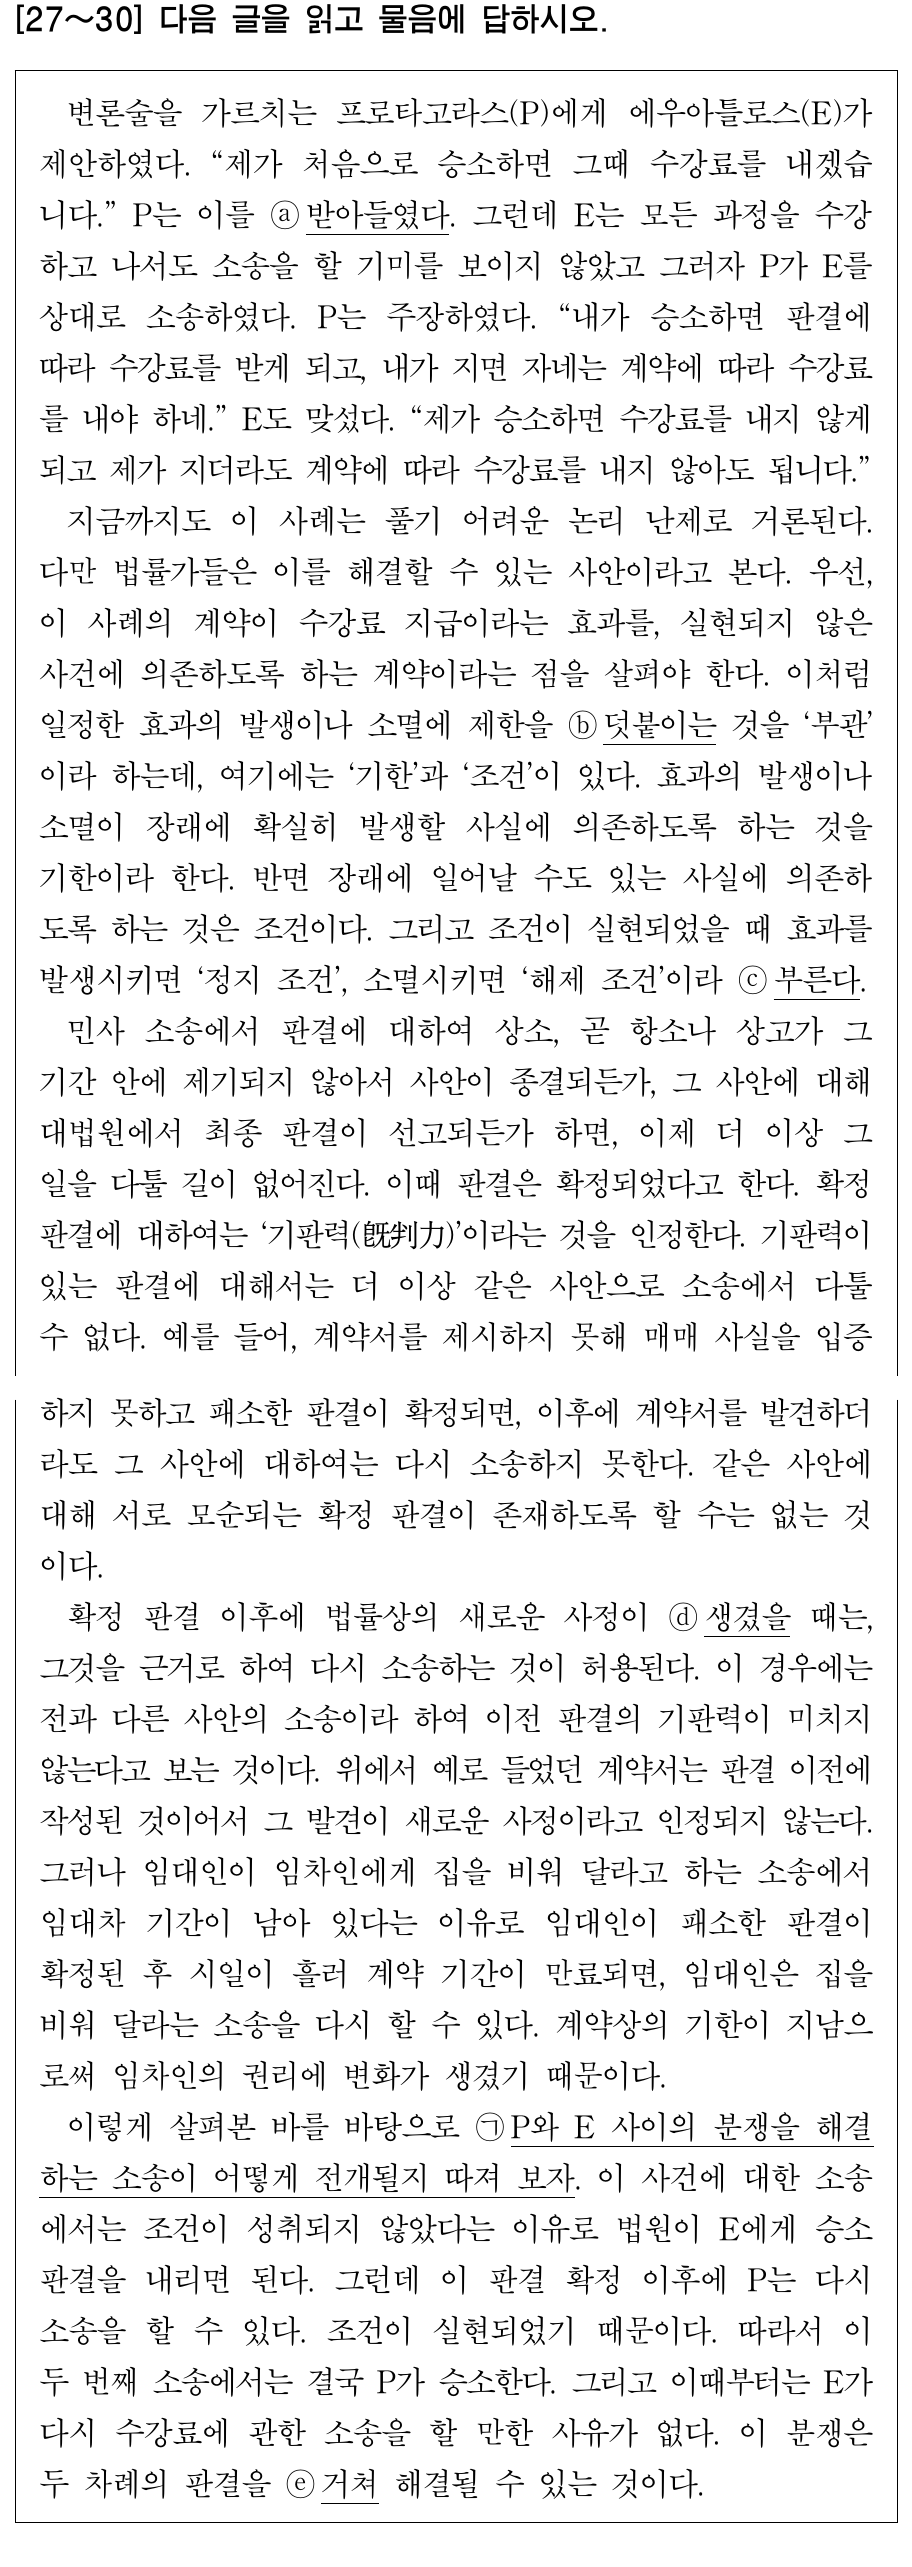 [27～30] 다음 글을 읽고 물음에 답하시오.
변론술을 가르치는 프로타고라스(P)에게 에우아틀로스(E)가
제안하였다. “제가 처음으로 승소하면 그때 수강료를 내겠습
니다.” P는 이를 ⓐ받아들였다. 그런데 E는 모든 과정을 수강
하고 나서도 소송을 할 기미를 보이지 않았고 그러자 P가 E를
상대로 소송하였다. P는 주장하였다. “내가 승소하면 판결에
따라 수강료를 받게 되고, 내가 지면 자네는 계약에 따라 수강료
를 내야 하네.” E도 맞섰다. “제가 승소하면 수강료를 내지 않게
되고 제가 지더라도 계약에 따라 수강료를 내지 않아도 됩니다.”
지금까지도 이 사례는 풀기 어려운 논리 난제로 거론된다.
다만 법률가들은 이를 해결할 수 있는 사안이라고 본다. 우선,
이 사례의 계약이 수강료 지급이라는 효과를, 실현되지 않은
사건에 의존하도록 하는 계약이라는 점을 살펴야 한다. 이처럼
일정한 효과의 발생이나 소멸에 제한을 ⓑ덧붙이는 것을 ‘부관’
이라 하는데, 여기에는 ‘기한’과 ‘조건’이 있다. 효과의 발생이나
소멸이 장래에 확실히 발생할 사실에 의존하도록 하는 것을
기한이라 한다. 반면 장래에 일어날 수도 있는 사실에 의존하
도록 하는 것은 조건이다. 그리고 조건이 실현되었을 때 효과를
발생시키면 ‘정지 조건’, 소멸시키면 ‘해제 조건’이라 ⓒ부른다.
민사 소송에서 판결에 대하여 상소, 곧 항소나 상고가 그
기간 안에 제기되지 않아서 사안이 종결되든가, 그 사안에 대해
대법원에서 최종 판결이 선고되든가 하면, 이제 더 이상 그
일을 다툴 길이 없어진다. 이때 판결은 확정되었다고 한다. 확정
판결에 대하여는 ‘기판력(旣判力)’이라는 것을 인정한다. 기판력이
있는 판결에 대해서는 더 이상 같은 사안으로 소송에서 다툴
수 없다. 예를 들어, 계약서를 제시하지 못해 매매 사실을 입증
하지 못하고 패소한 판결이 확정되면, 이후에 계약서를 발견하더
라도 그 사안에 대하여는 다시 소송하지 못한다. 같은 사안에
대해 서로 모순되는 확정 판결이 존재하도록 할 수는 없는 것
이다.
확정 판결 이후에 법률상의 새로운 사정이 ⓓ생겼을 때는,
그것을 근거로 하여 다시 소송하는 것이 허용된다. 이 경우에는
전과 다른 사안의 소송이라 하여 이전 판결의 기판력이 미치지
않는다고 보는 것이다. 위에서 예로 들었던 계약서는 판결 이전에
작성된 것이어서 그 발견이 새로운 사정이라고 인정되지 않는다.
그러나 임대인이 임차인에게 집을 비워 달라고 하는 소송에서
임대차 기간이 남아 있다는 이유로 임대인이 패소한 판결이
확정된 후 시일이 흘러 계약 기간이 만료되면, 임대인은 집을
비워 달라는 소송을 다시 할 수 있다. 계약상의 기한이 지남으
로써 임차인의 권리에 변화가 생겼기 때문이다.
이렇게 살펴본 바를 바탕으로 ㉠P와 E 사이의 분쟁을 해결
하는 소송이 어떻게 전개될지 따져 보자. 이 사건에 대한 소송
에서는 조건이 성취되지 않았다는 이유로 법원이 E에게 승소
판결을 내리면 된다. 그런데 이 판결 확정 이후에 P는 다시
소송을 할 수 있다. 조건이 실현되었기 때문이다. 따라서 이
두 번째 소송에서는 결국 P가 승소한다. 그리고 이때부터는 E가
다시 수강료에 관한 소송을 할 만한 사유가 없다. 이 분쟁은
두 차례의 판결을 ⓔ거쳐 해결될 수 있는 것이다.